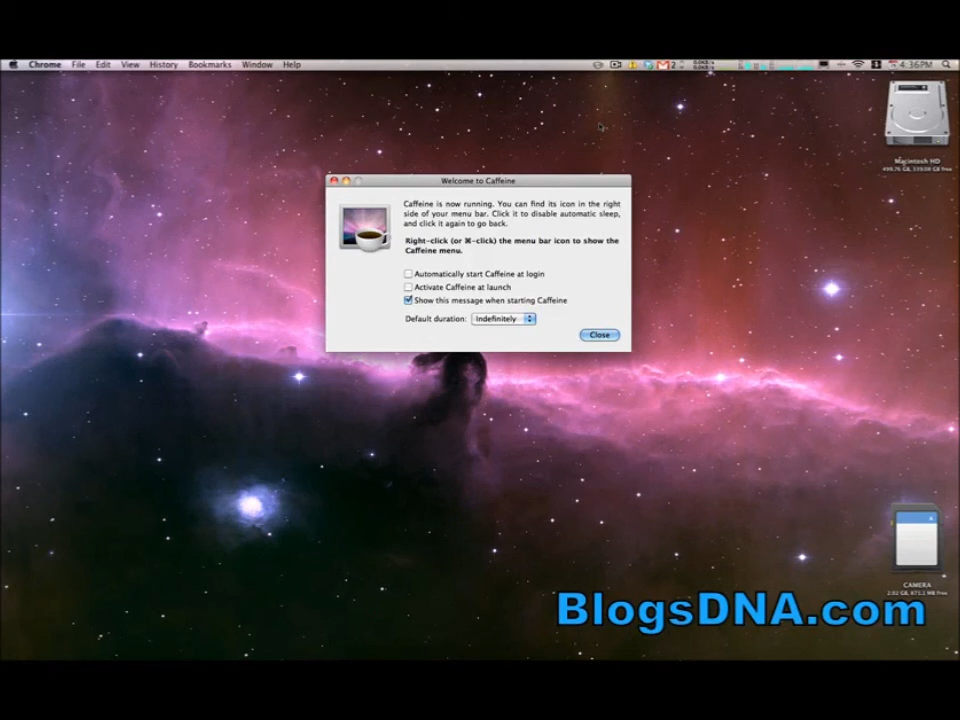 Chrome File Edit View History Bookmarks Window Help
2 4:36PM
Macintosh HD
Welcome to Caffeine
Caffeine is now running. You can find its icon in the right
side of your menu bar. Click it to disable automatic sleep,
and click it again to go back.
Right-click (or ⌘-click) the menu bar icon to show the
Caffeine menu.
Automatically start Caffeine at login
Activate Caffeine at launch
Show this message when starting Caffeine
Default duration: Indefinitely
Close
CAMERA
BlogsDNA.com